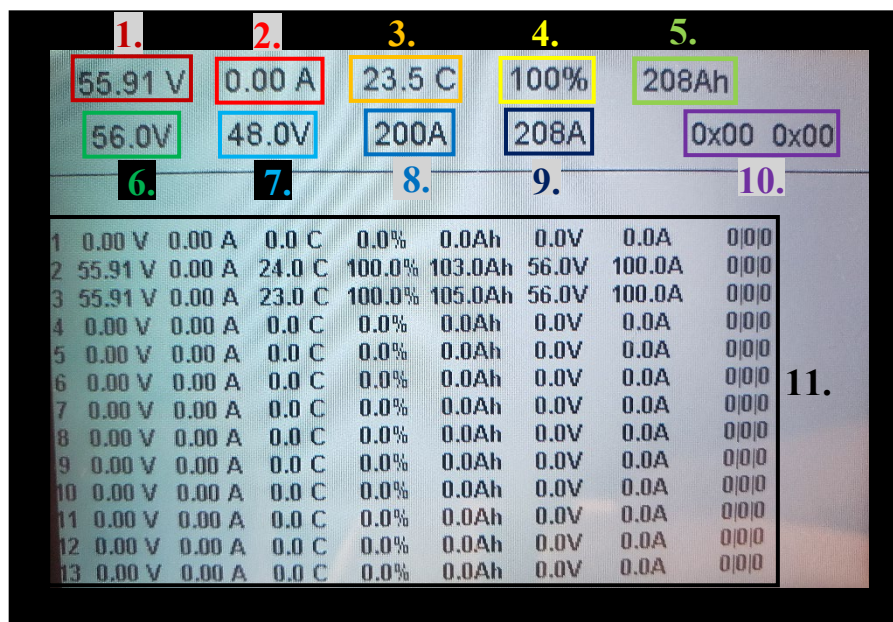 1. 2. 3. 4. 5.
55.91 V 0.00 A 23.5 C 100% 208Ah
56.0V 48.0V 200A 208A 0x00 0x00
6. 7. 8. 9. 10.
1 0.00 V 0.00 A 0.0 C 0.0% 0.0Ah 0.0V 0.0A 0|0|0
2 55.91 V 0.00 A 24.0 C 100.0% 103.0Ah 56.0V 100.0A 0|0|0
3 55.91 V 0.00 A 23.0 C 100.0% 105.0Ah 56.0V 100.0A 0|0|0
4 0.00 V 0.00 A 0.0 C 0.0% 0.0Ah 0.0V 0.0A 0|0|0
5 0.00 V 0.00 A 0.0 C 0.0% 0.0Ah 0.0V 0.0A 0|0|0
6 0.00 V 0.00 A 0.0 C 0.0% 0.0Ah 0.0V 0.0A 0|0|0
11.
7 0.00 V 0.00 A 0.0 C 0.0% 0.0Ah 0.0V 0.0A 0|0|0
8 0.00 V 0.00 A 0.0 C 0.0% 0.0Ah 0.0V 0.0A 0|0|0
9 0.00 V 0.00 A 0.0 C 0.0% 0.0Ah 0.0V 0.0A 0|0|0
10 0.00 V 0.00 A 0.0 C 0.0% 0.0Ah 0.0V 0.0A 0|0|0
11 0.00 V 0.00 A 0.0 C 0.0% 0.0Ah 0.0V 0.0A 0|0|0
12 0.00 V 0.00 A 0.0 C 0.0% 0.0Ah 0.0V 0.0A 0|0|0
13 0.00 V 0.00 A 0.0 C 0.0% 0.0Ah 0.0V 0.0A 0|0|0